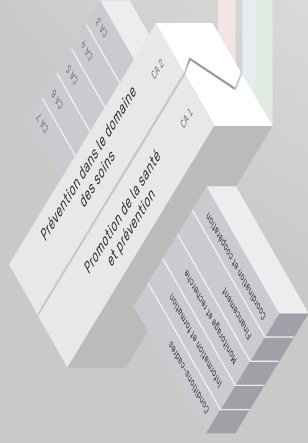 CA 3
CA 4
CA 5
CA 6
CA 7
CA 2
Prévention dans le domaine
des soins
CA 1
Promotion de la santé
et prévention
Coordination et coopération
Financement
Monitorage et recherche
Information et formation
Conditions-cadres